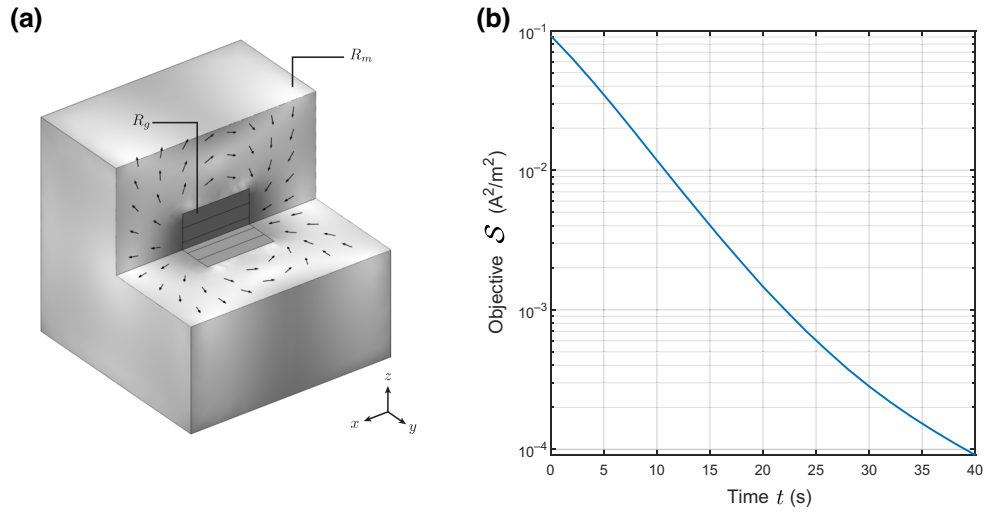 (a)
R_m
R_g
z
x
y
(b)
Objective 𝒮 (A²/m²)
10⁻¹
10⁻²
10⁻³
10⁻⁴
0 5 10 15 20 25 30 35 40
Time t (s)